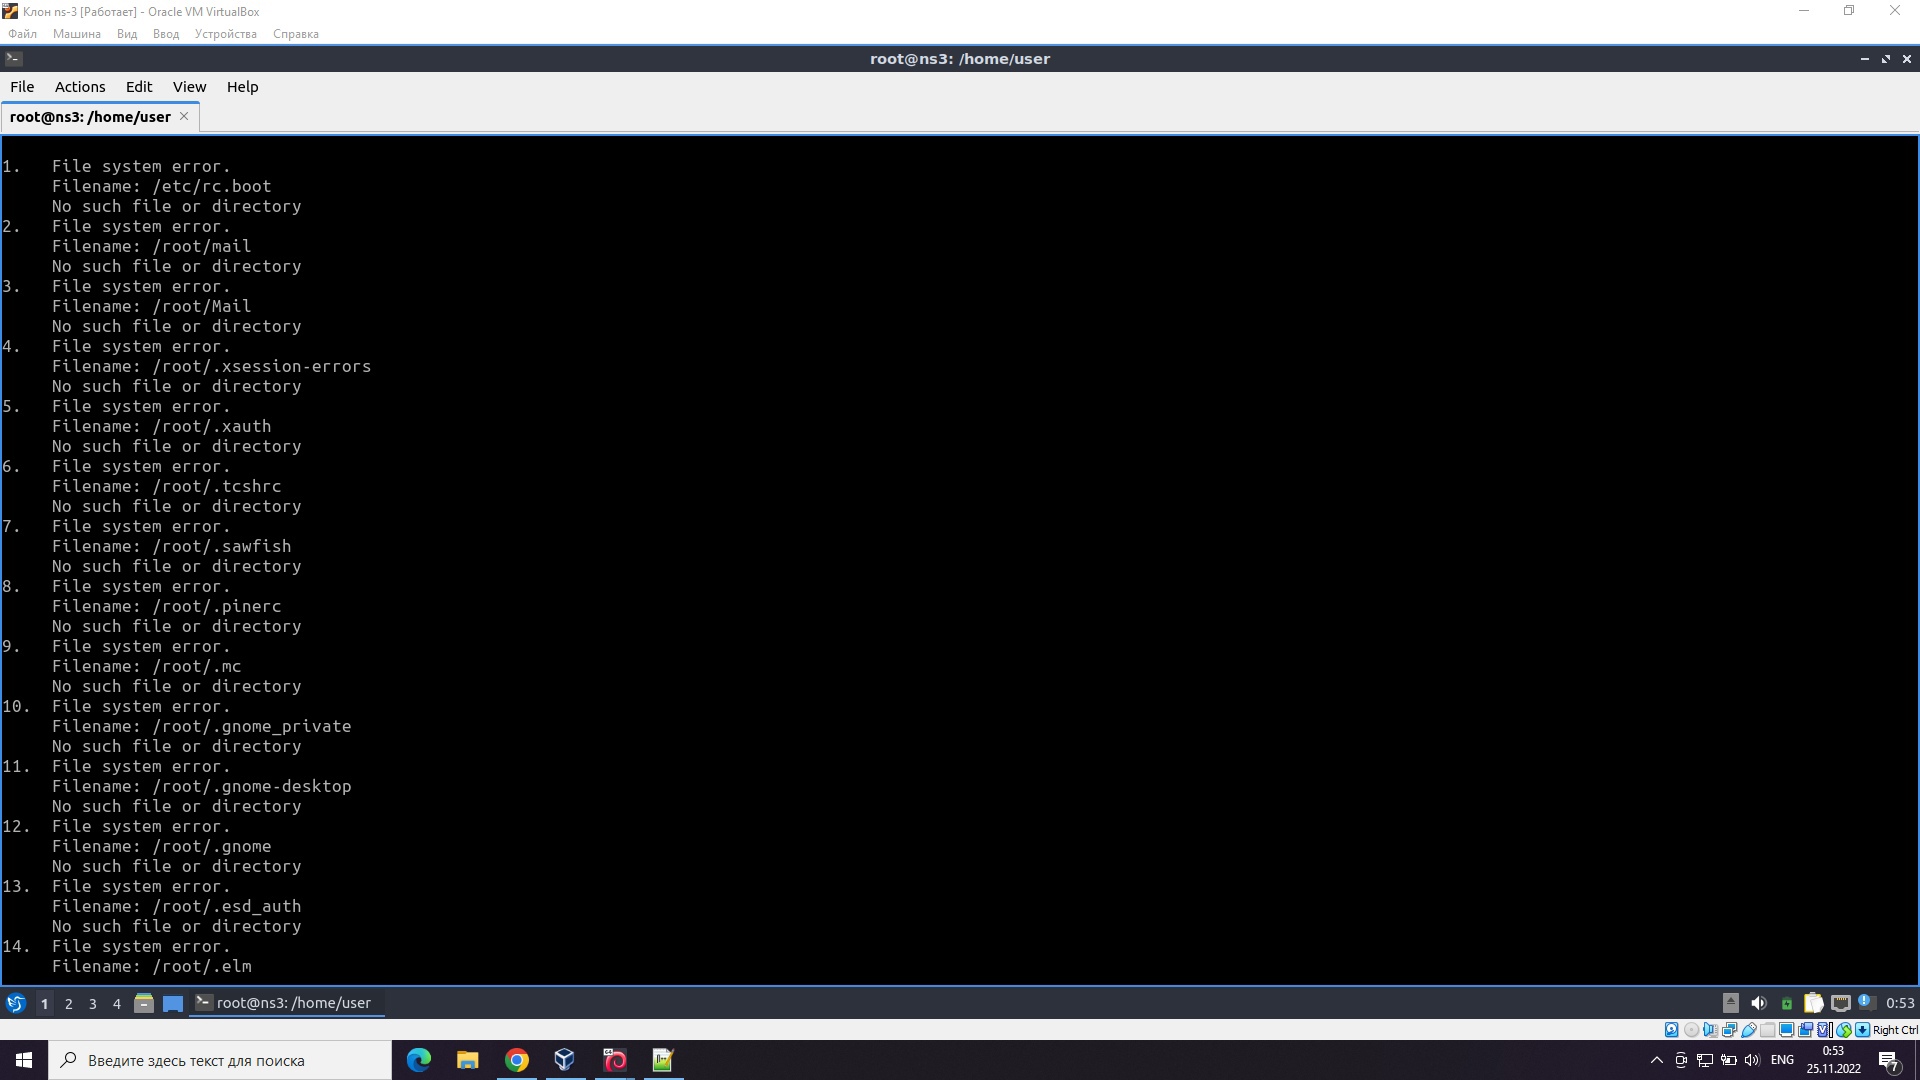 Клон ns-3 [Работает] - Oracle VM VirtualBox
Файл Машина Вид Ввод Устройства Справка
root@ns3: /home/user
File Actions Edit View Help
root@ns3: /home/user
1. File system error.
Filename: /etc/rc.boot
No such file or directory
2. File system error.
Filename: /root/mail
No such file or directory
3. File system error.
Filename: /root/Mail
No such file or directory
4. File system error.
Filename: /root/.xsession-errors
No such file or directory
5. File system error.
Filename: /root/.xauth
No such file or directory
6. File system error.
Filename: /root/.tcshrc
No such file or directory
7. File system error.
Filename: /root/.sawfish
No such file or directory
8. File system error.
Filename: /root/.pinerc
No such file or directory
9. File system error.
Filename: /root/.mc
No such file or directory
10. File system error.
Filename: /root/.gnome_private
No such file or directory
11. File system error.
Filename: /root/.gnome-desktop
No such file or directory
12. File system error.
Filename: /root/.gnome
No such file or directory
13. File system error.
Filename: /root/.esd_auth
No such file or directory
14. File system error.
Filename: /root/.elm
1 2 3 4 root@ns3: /home/user 0:53
Right Ctrl
Введите здесь текст для поиска
ENG
0:53
25.11.2022
7